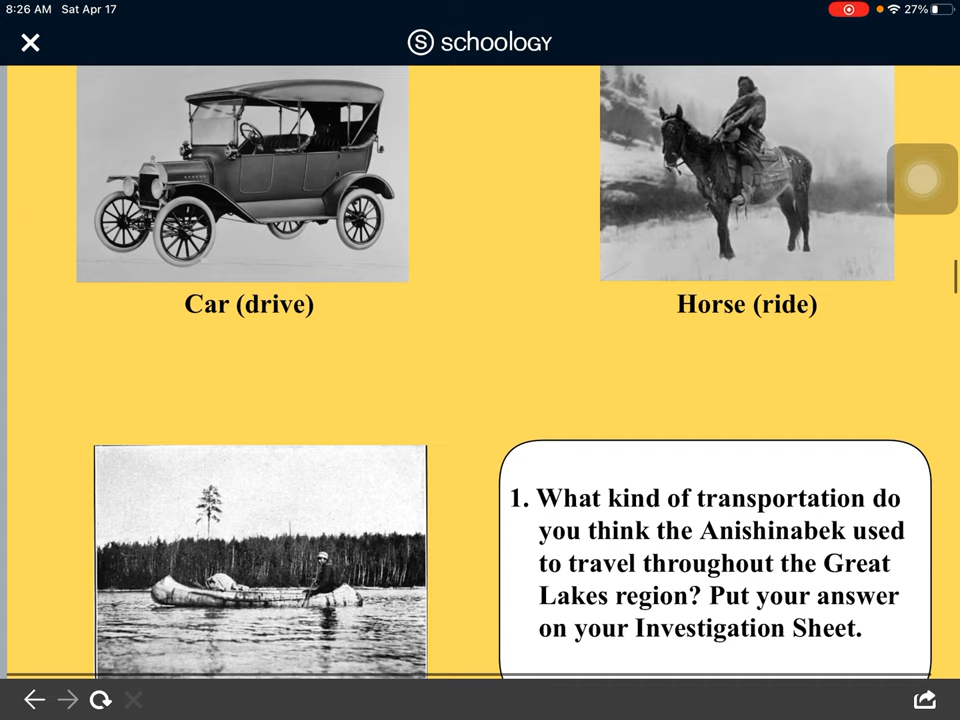 8:26 AM Sat Apr 17
27%
S schoology
Car (drive)
Horse (ride)
1. What kind of transportation do
you think the Anishinabek used
to travel throughout the Great
Lakes region? Put your answer
on your Investigation Sheet.